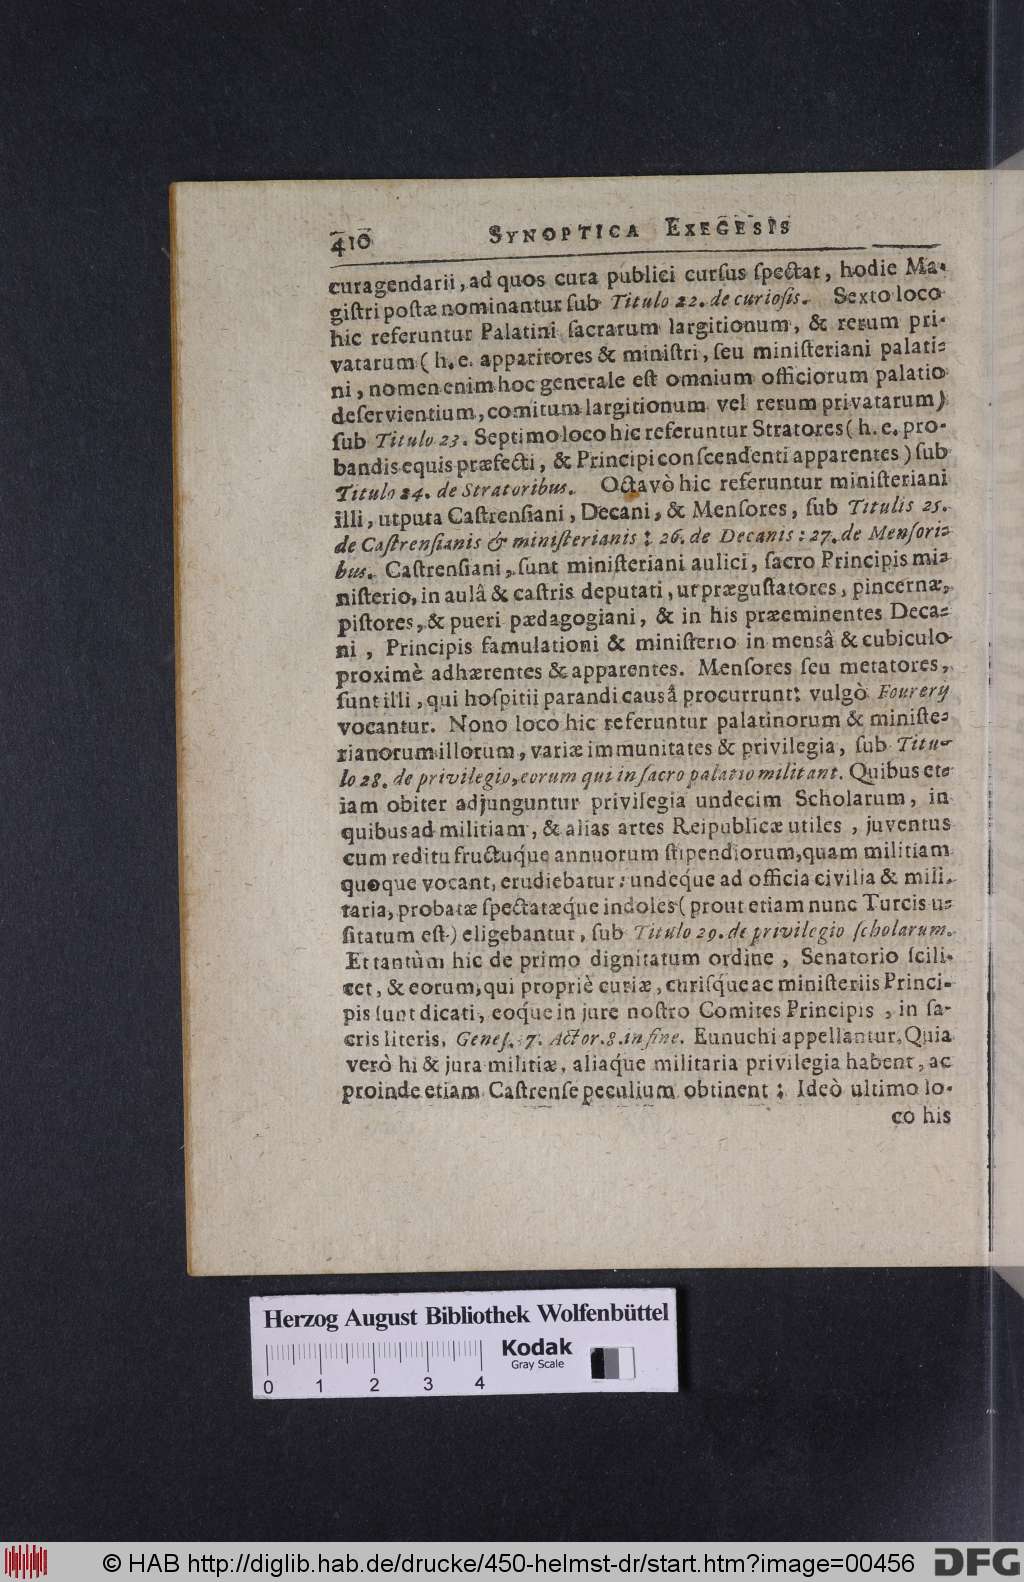 410 SYNOPTICA EXEGESIS
curagendarii, ad quos cura publici cursus spectat, hodie Ma-
gistri postæ nominantur sub Titulo 22. de curiosis. Sexto loco
hic referuntur Palatini sacrarum largitionum, & rerum pri-
vatarum ( h. e. apparitores & ministri, seu ministeriani palati-
ni, nomen enim hoc generale est omnium officiorum palatio
deservientium, comitum largitionum vel rerum privatarum)
sub Titulo 23. Septimo loco hic referuntur Stratores ( h. e. pro-
bandis equis præfecti, & Principi conscendenti apparentes) sub
Titulo 24. de Stratoribus. Octavò hic referuntur ministeriani
illi, utputa Castrensiani, Decani, & Mensores, sub Titulis 25.
de Castrensianis & ministerianis : 26. de Decanis : 27. de Mensori-
bus. Castrensiani, sunt ministeriani aulici, sacro Principis mi-
nisterio, in aulâ & castris deputati, ut prægustatores, pincernæ,
pistores, & pueri pædagogiani, & in his præeminentes Deca-
ni, Principis famulationi & ministerio in mensâ & cubiculo
proximè adhærentes & apparentes. Mensores seu metatores,
sunt illi, qui hospitii parandi causâ procurrunt: vulgò Fourery
vocantur. Nono loco hic referuntur palatinorum & ministe-
rianorum illorum, variæ immunitates & privilegia, sub Titu-
lo 28. de privilegio, eorum qui in sacro palatio militant. Quibus et-
iam obiter adjunguntur privilegia undecim Scholarum, in
quibus ad militiam, & alias artes Reipublicæ utiles, juventus
cum reditu fructuq́ue annuorum stipendiorum, quam militiam
quoque vocant, erudiebatur: undeq́ue ad officia civilia & mili-
taria, probatæ spectatæq́ue indoles ( prout etiam nunc Turcis u-
sitatum est) eligebantur, sub Titulo 29. de privilegio scholarum.
Et tantùm hic de primo dignitatum ordine, Senatorio scili-
cet, & eorum, qui propriè curiæ, curisq́ue ac ministeriis Princi-
pis sunt dicati, eoque in jure nostro Comites Principis, in sa-
cris literis, Genes. 37. Actor. 8. in fine. Eunuchi appellantur, Quia
verò hi & jura militiæ, aliaq́ue militaria privilegia habent, ac
proinde etiam Castrense peculium obtinent : Ideò ultimo lo-
co his
Herzog August Bibliothek Wolfenbüttel
Kodak
Gray Scale
0 1 2 3 4
© HAB http://diglib.hab.de/drucke/450-helmst-dr/start.htm?image=00456
DFG